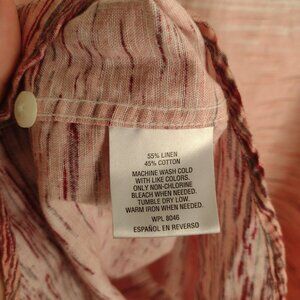 55% LINEN
45% COTTON
MACHINE WASH COLD
WITH LIKE COLORS.
ONLY NON-CHLORINE
BLEACH WHEN NEEDED.
TUMBLE DRY LOW.
WARM IRON WHEN NEEDED.
WPL 8046
ESPAÑOL EN REVERSO